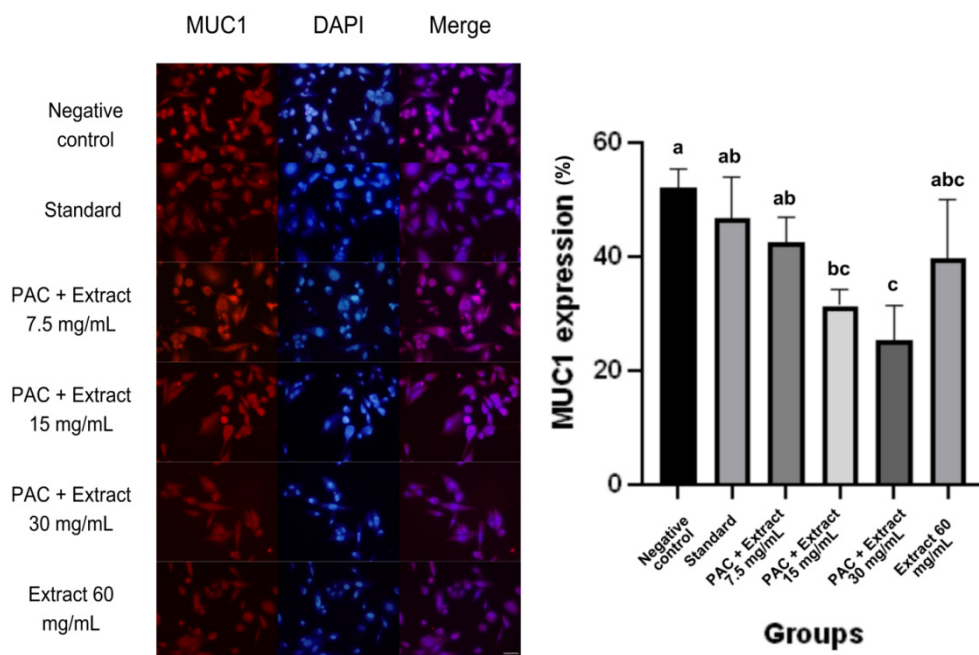 MUC1 DAPI Merge
Negative
control
Standard
PAC + Extract
7.5 mg/mL
PAC + Extract
15 mg/mL
PAC + Extract
30 mg/mL
Extract 60
mg/mL
MUC1 expression (%)
60
40
20
0
a
ab
ab
bc
c
abc
Negative
control
Standard
PAC + Extract
7.5 mg/mL
PAC + Extract
15 mg/mL
PAC + Extract
30 mg/mL
Extract 60
mg/mL
Groups